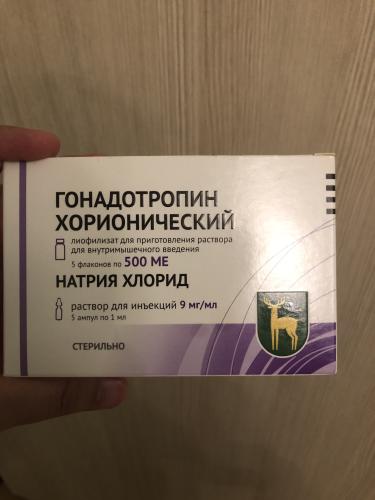 ГОНАДОТРОПИН
ХОРИОНИЧЕСКИЙ
лиофилизат для приготовления раствора
для внутримышечного введения
5 флаконов по 500 МЕ
НАТРИЯ ХЛОРИД
раствор для инъекций 9 мг/мл
5 ампул по 1 мл
СТЕРИЛЬНО